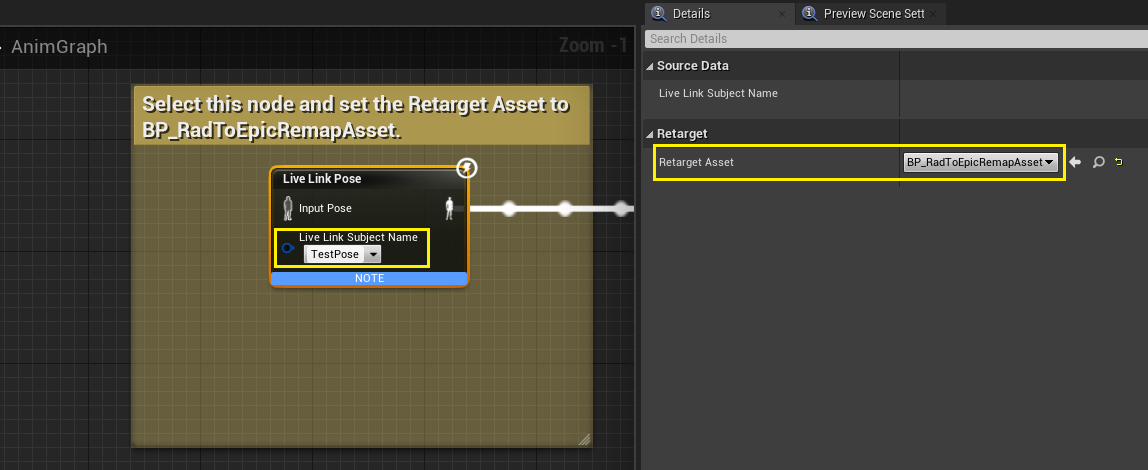 AnimGraph
Zoom -1
Select this node and set the Retarget Asset to
BP_RadToEpicRemapAsset.
Live Link Pose
Input Pose
Live Link Subject Name
TestPose
NOTE
Details
Preview Scene Sett
Search Details
Source Data
Live Link Subject Name
Retarget
Retarget Asset
BP_RadToEpicRemapAsset